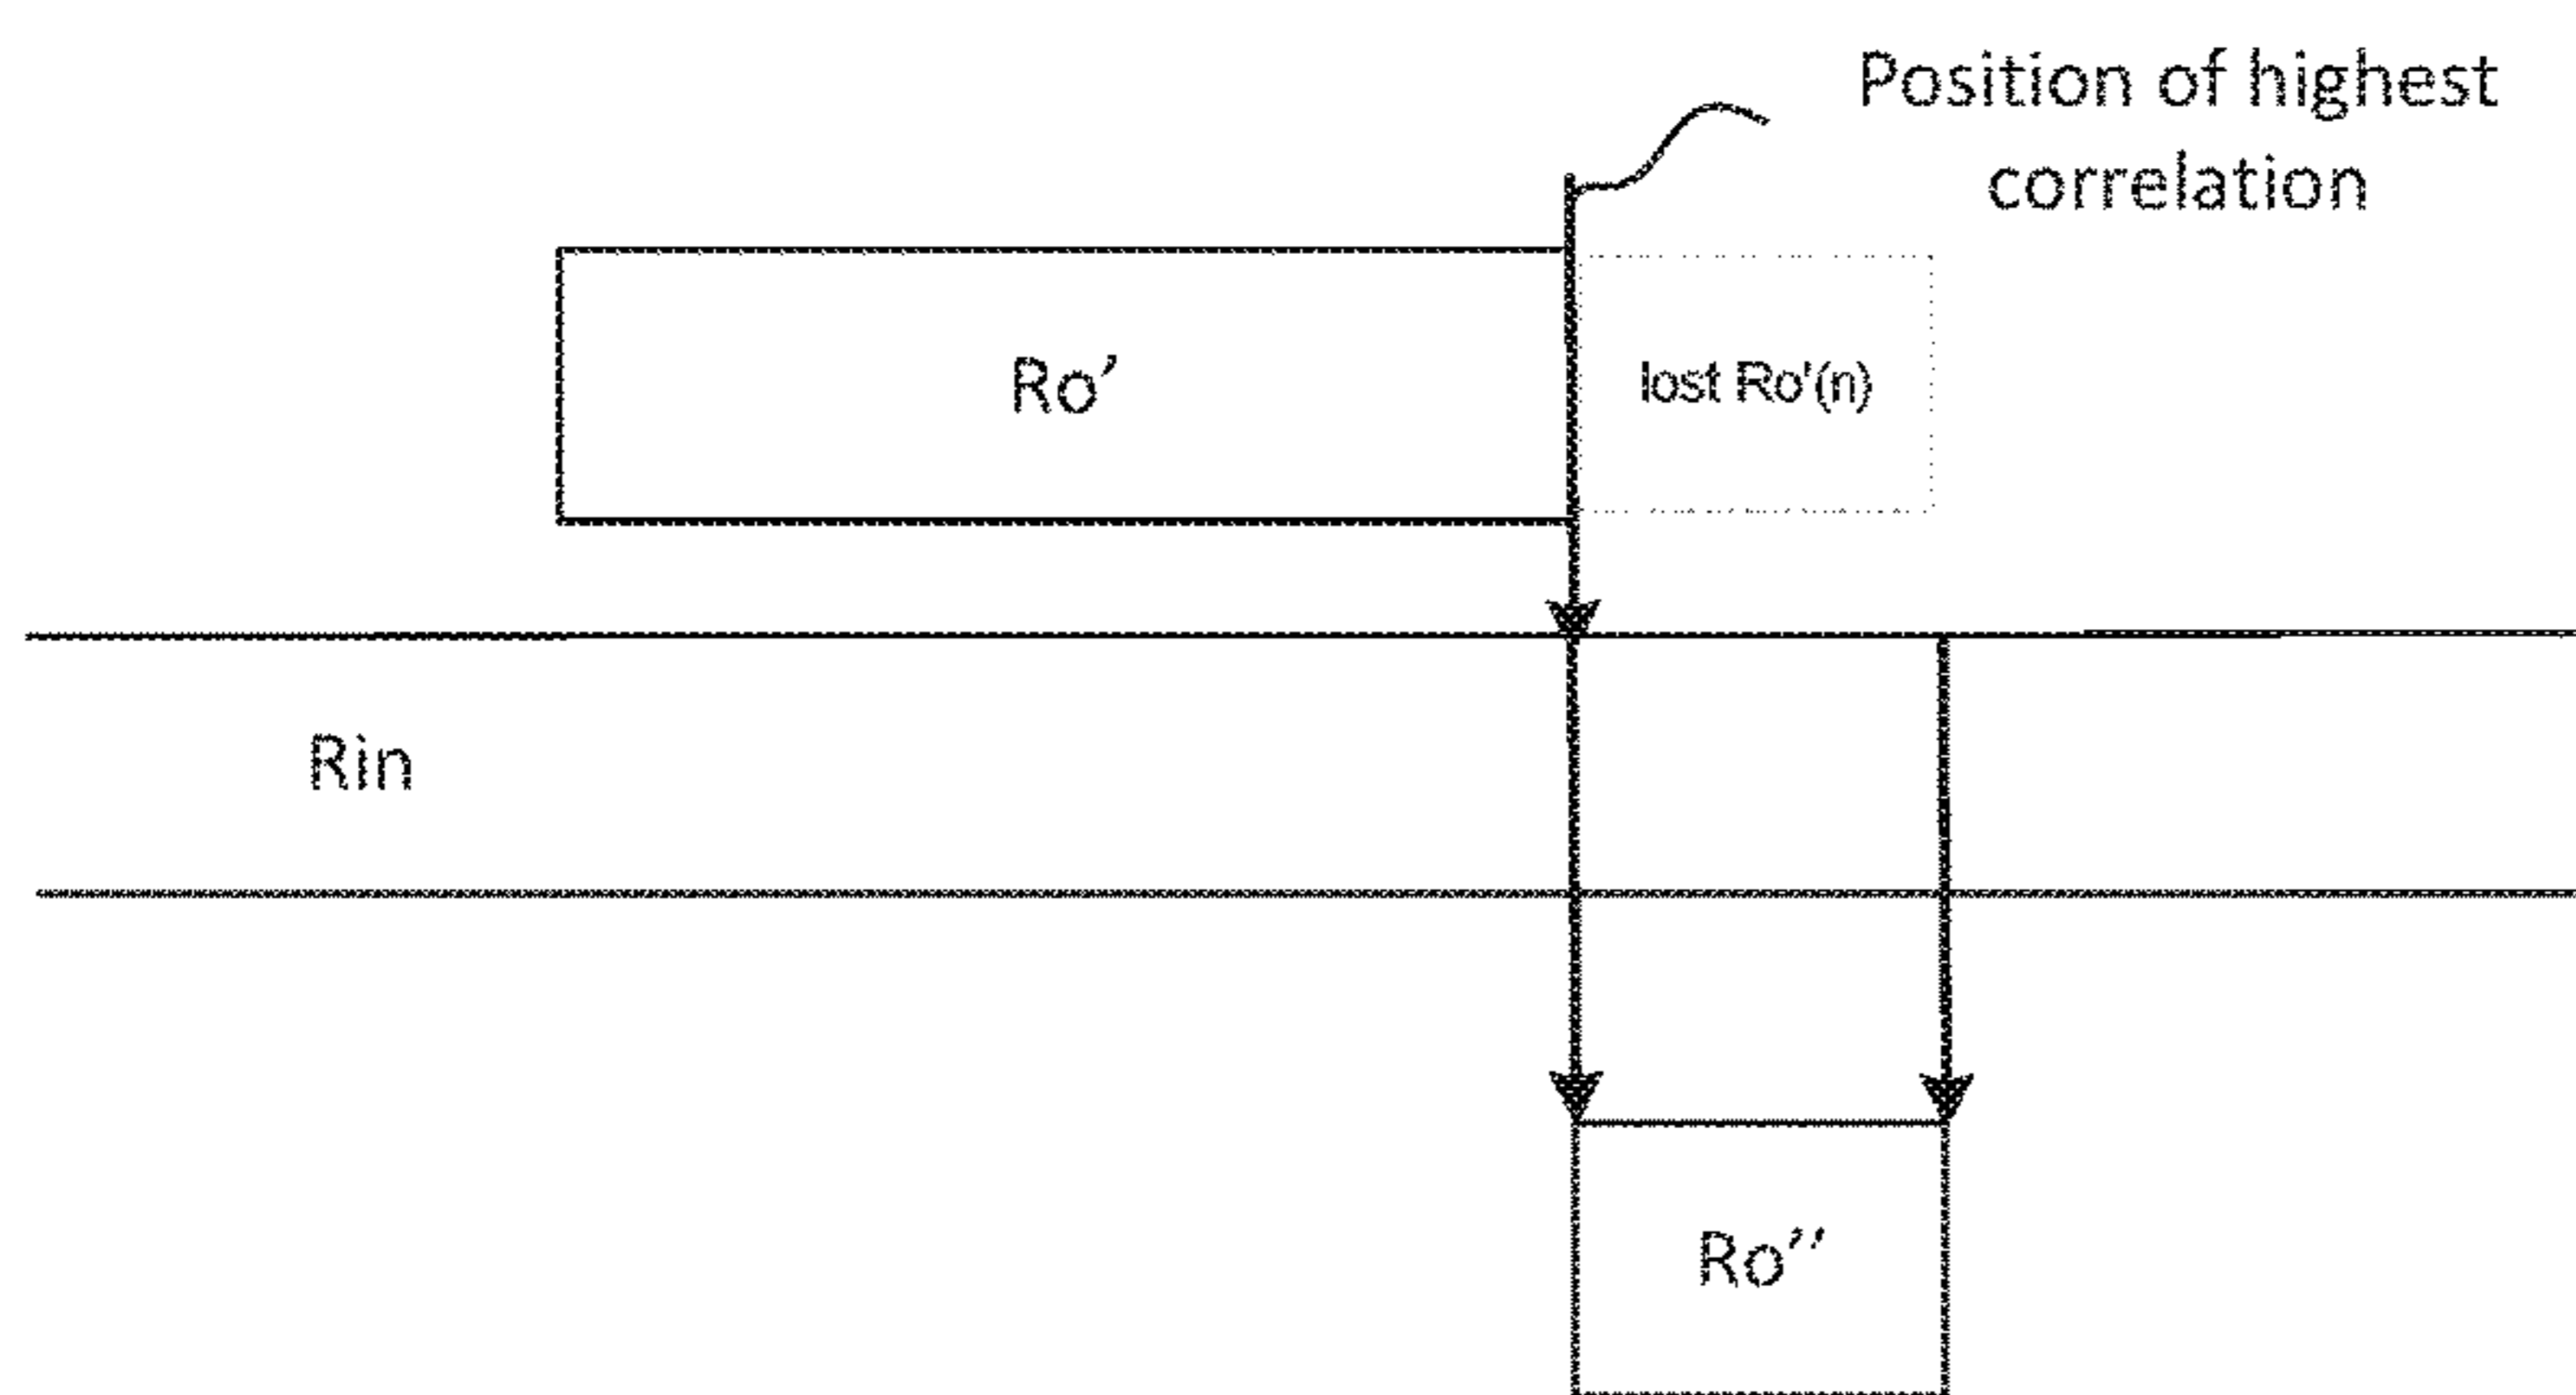 Position of highest
correlation
Ro’
lost Ro'(n)
Rin
Ro’’